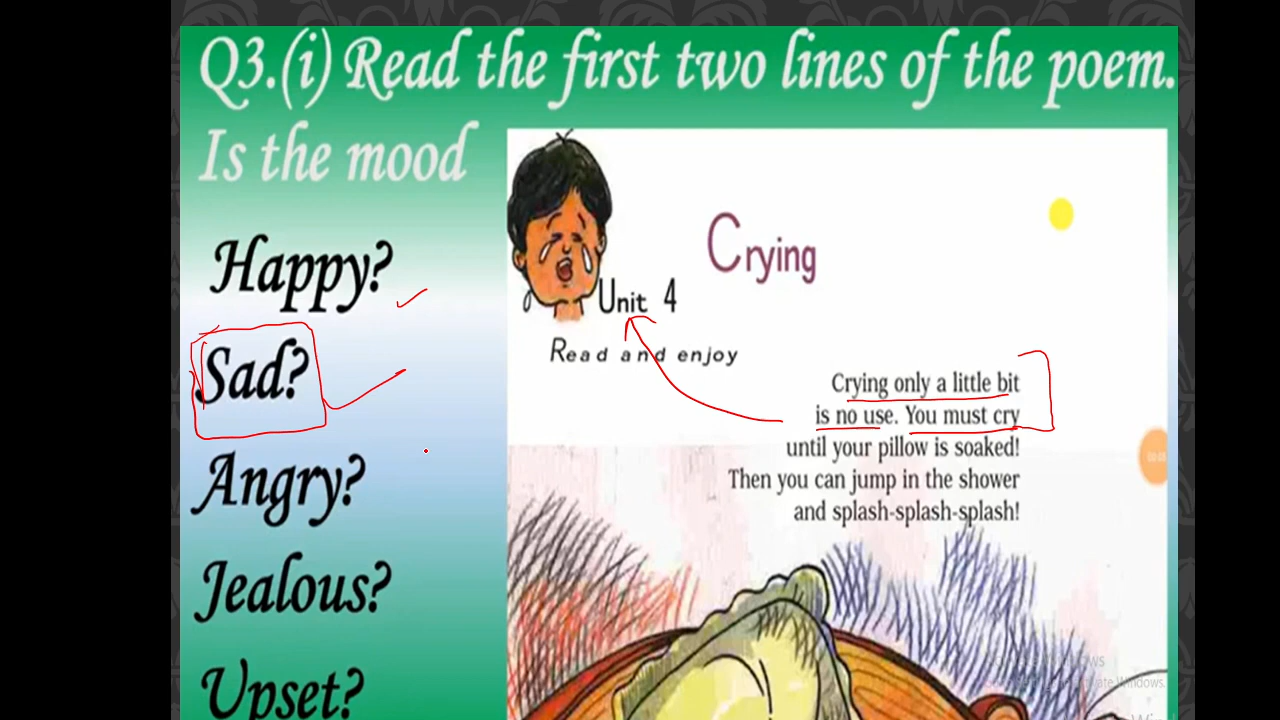 Q3.(i) Read the first two lines of the poem.
Is the mood
Happy?
Sad?
Angry?
Jealous?
Upset?
Crying
Unit 4
Read and enjoy
Crying only a little bit
is no use. You must cry
until your pillow is soaked!
Then you can jump in the shower
and splash-splash-splash!